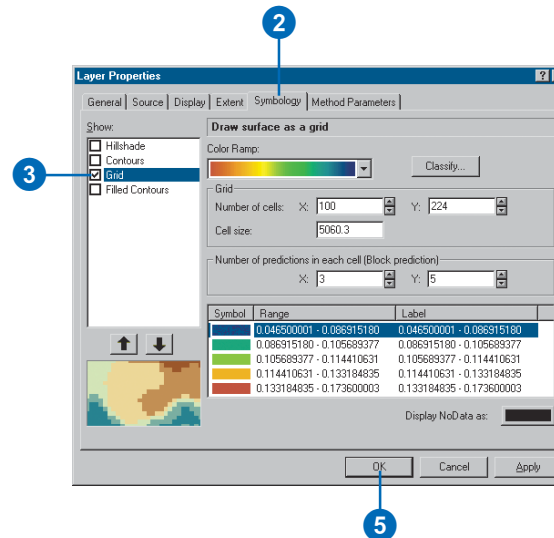 2
Layer Properties
?
General Source Display Extent Symbology Method Parameters
Show:
Hillshade
Contours
Grid
Filled Contours
3
Draw surface as a grid
Color Ramp:
Classify...
Grid
Number of cells: X: 100 Y: 224
Cell size: 5060.3
Number of predictions in each cell (Block prediction)
X: 3 Y: 5
Symbol Range Label
0.046500001 - 0.086915180 0.046500001 - 0.086915180
0.086915180 - 0.105689377 0.086915180 - 0.105689377
0.105689377 - 0.114410631 0.105689377 - 0.114410631
0.114410631 - 0.133184835 0.114410631 - 0.133184835
0.133184835 - 0.173600003 0.133184835 - 0.173600003
Display NoData as:
OK Cancel Apply
5